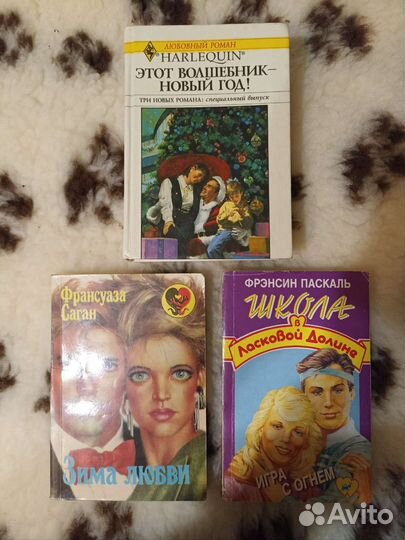 ЛЮБОВНЫЙ РОМАН
HARLEQUIN®
ЭТОТ ВОЛШЕБНИК—
НОВЫЙ ГОД!
ТРИ НОВЫХ РОМАНА: специальный выпуск
Франсуаза
Саган
Зима любви
ФРЭНСИН ПАСКАЛЬ
ШКОЛА
в
Ласковой Долине
ИГРА
С ОГНЕМ
Avito